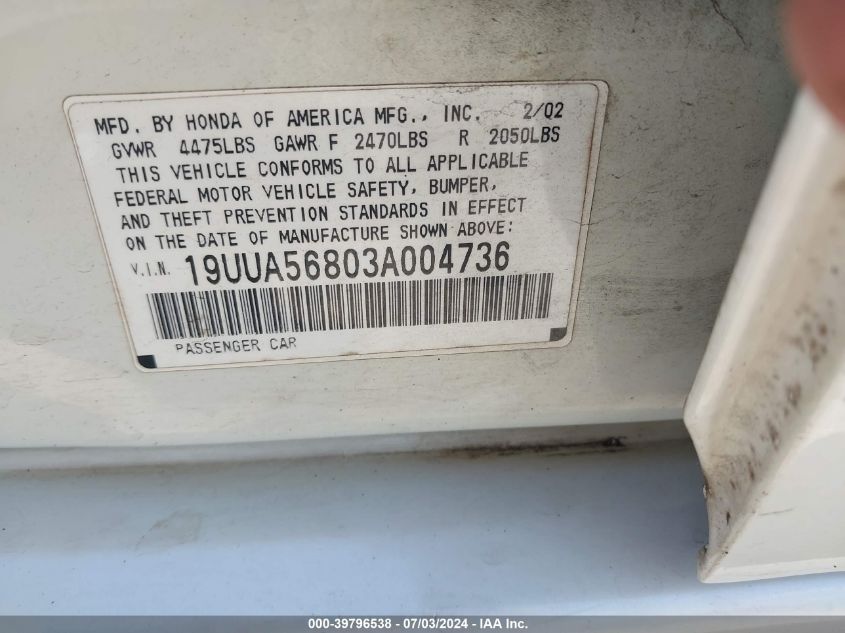 MFD. BY HONDA OF AMERICA MFG., INC. 2/02
GVWR 4475LBS GAWR F 2470LBS R 2050LBS
THIS VEHICLE CONFORMS TO ALL APPLICABLE
FEDERAL MOTOR VEHICLE SAFETY, BUMPER,
AND THEFT PREVENTION STANDARDS IN EFFECT
ON THE DATE OF MANUFACTURE SHOWN ABOVE:
V.I.N. 19UUA56803A004736
PASSENGER CAR
000-39796538 - 07/03/2024 - IAA Inc.